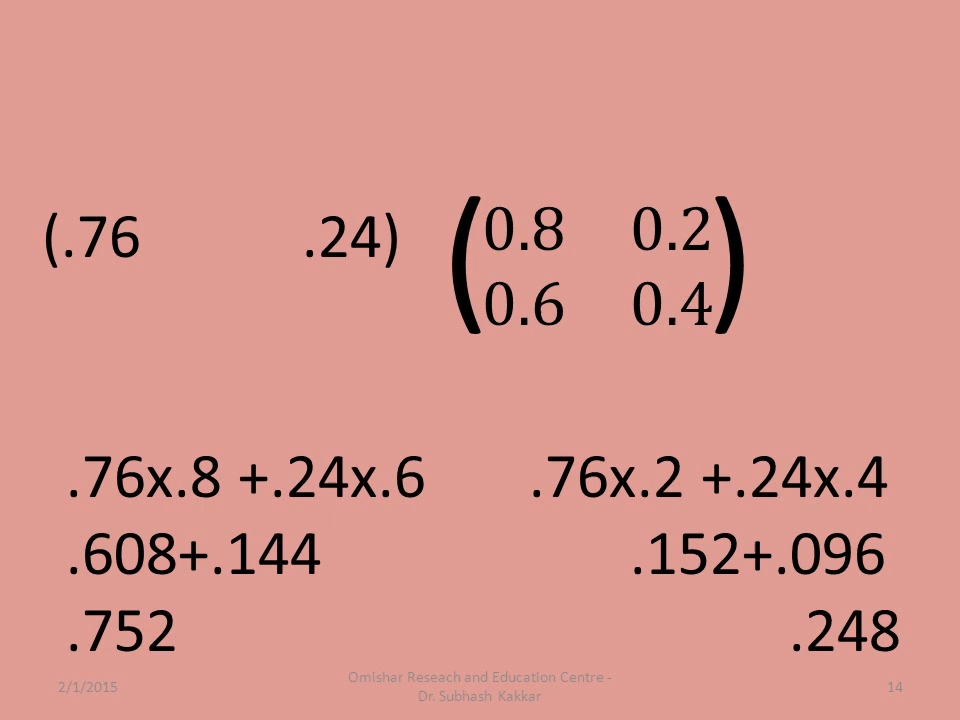 (.76 .24) (0.8 0.2
0.6 0.4)
.76x.8 +.24x.6 .76x.2 +.24x.4
.608+.144 .152+.096
.752 .248
2/1/2015
Omishar Reseach and Education Centre -
Dr. Subhash Kakkar
14